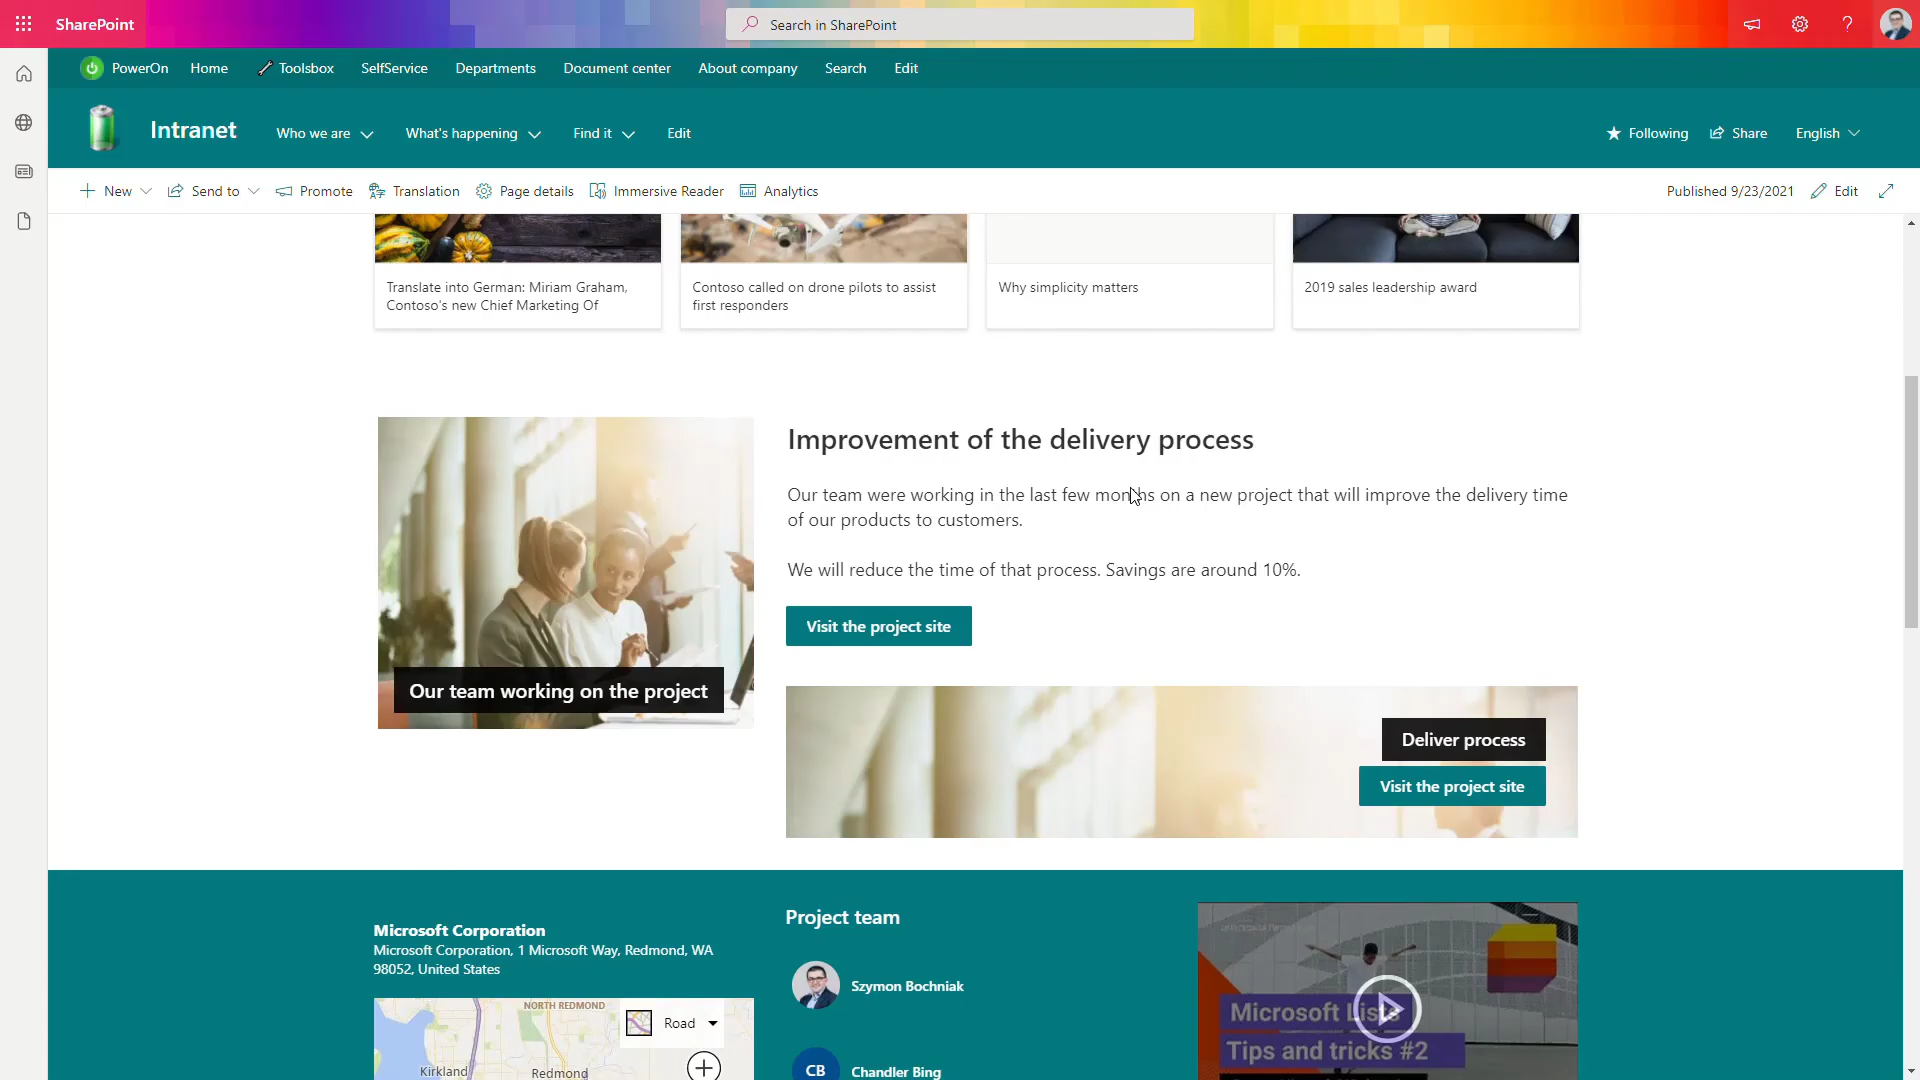 SharePoint
Search in SharePoint
PowerOn Home Toolsbox SelfService Departments Document center About company Search Edit
Intranet Who we are What's happening Find it Edit
Following Share English
New Send to Promote Translation Page details Immersive Reader Analytics
Published 9/23/2021 Edit
Translate into German: Miriam Graham,
Contoso's new Chief Marketing Of
Contoso called on drone pilots to assist
first responders
Why simplicity matters
2019 sales leadership award
Improvement of the delivery process
Our team were working in the last few months on a new project that will improve the delivery time
of our products to customers.
We will reduce the time of that process. Savings are around 10%.
Visit the project site
Our team working on the project
Deliver process
Visit the project site
Microsoft Corporation
Microsoft Corporation, 1 Microsoft Way, Redmond, WA
98052, United States
NORTH REDMOND
Road
Kirkland
Redmond
Project team
Szymon Bochniak
CB
Chandler Bing
Microsoft Lists
Tips and tricks #2